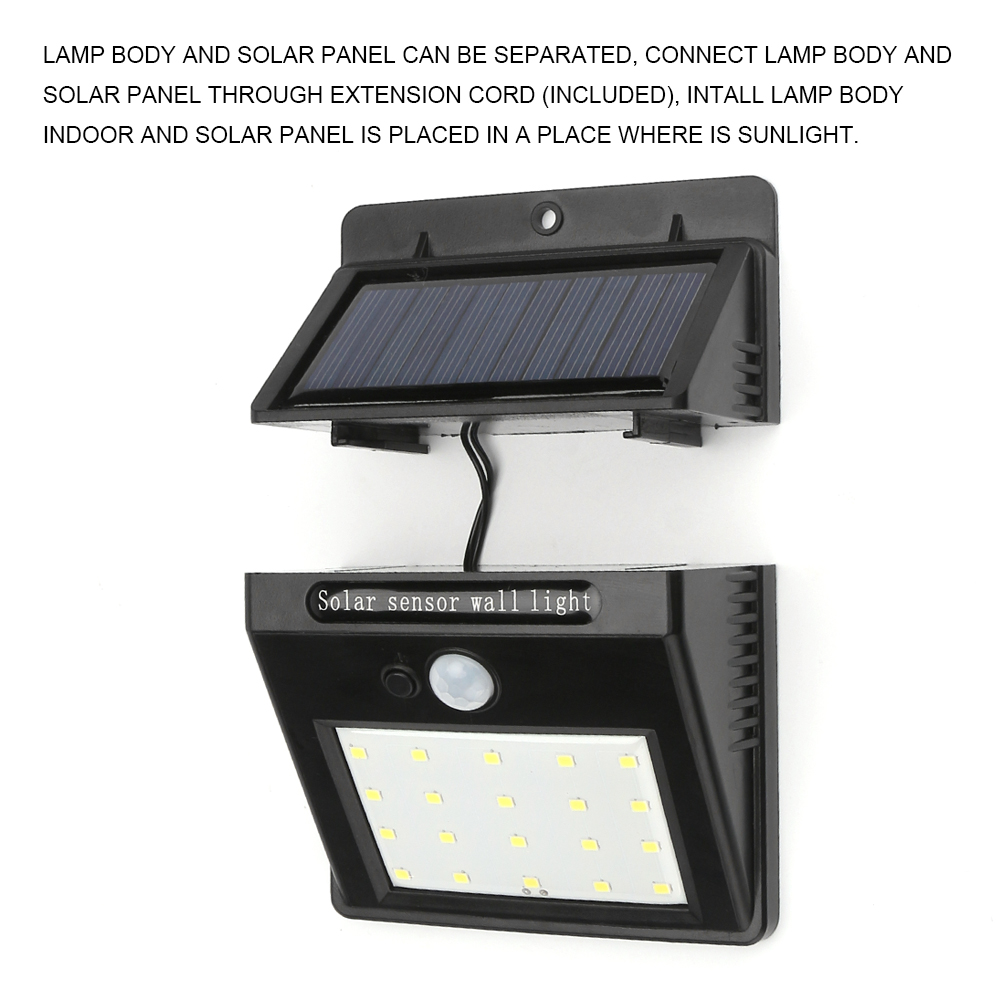 LAMP BODY AND SOLAR PANEL CAN BE SEPARATED, CONNECT LAMP BODY AND
SOLAR PANEL THROUGH EXTENSION CORD (INCLUDED), INTALL LAMP BODY
INDOOR AND SOLAR PANEL IS PLACED IN A PLACE WHERE IS SUNLIGHT.
Solar sensor wall light